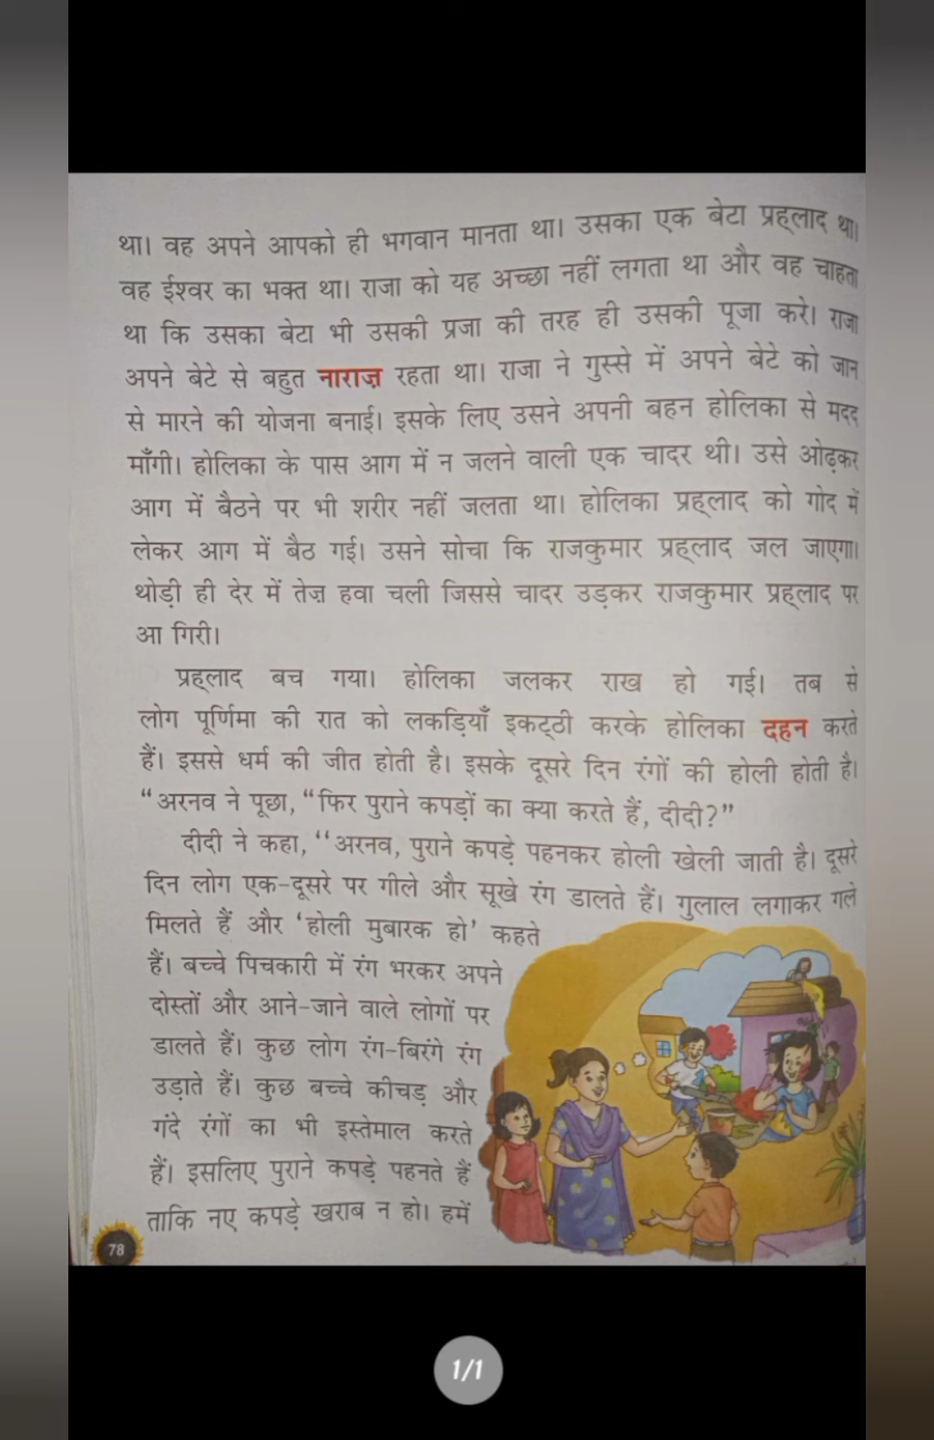 था। वह अपने आपको ही भगवान मानता था। उसका एक बेटा प्रह्लाद था।
वह ईश्वर का भक्त था। राजा को यह अच्छा नहीं लगता था और वह चाहता
था कि उसका बेटा भी उसकी प्रजा की तरह ही उसकी पूजा करे। राजा
अपने बेटे से बहुत नाराज़ रहता था। राजा ने गुस्से में अपने बेटे को जान
से मारने की योजना बनाई। इसके लिए उसने अपनी बहन होलिका से मदद
माँगी। होलिका के पास आग में न जलने वाली एक चादर थी। उसे ओढ़कर
आग में बैठने पर भी शरीर नहीं जलता था। होलिका प्रह्लाद को गोद में
लेकर आग में बैठ गई। उसने सोचा कि राजकुमार प्रह्लाद जल जाएगा।
थोड़ी ही देर में तेज़ हवा चली जिससे चादर उड़कर राजकुमार प्रह्लाद पर
आ गिरी।
प्रह्लाद बच गया। होलिका जलकर राख हो गई। तब से
लोग पूर्णिमा की रात को लकड़ियाँ इकट्ठी करके होलिका दहन करते
हैं। इससे धर्म की जीत होती है। इसके दूसरे दिन रंगों की होली होती है।
“अरनव ने पूछा, “फिर पुराने कपड़ों का क्या करते हैं, दीदी?”
दीदी ने कहा, ‘‘अरनव, पुराने कपड़े पहनकर होली खेली जाती है। दूसरे
दिन लोग एक-दूसरे पर गीले और सूखे रंग डालते हैं। गुलाल लगाकर गले
मिलते हैं और ‘होली मुबारक हो’ कहते
हैं। बच्चे पिचकारी में रंग भरकर अपने
दोस्तों और आने-जाने वाले लोगों पर
डालते हैं। कुछ लोग रंग-बिरंगे रंग
उड़ाते हैं। कुछ बच्चे कीचड़ और
गंदे रंगों का भी इस्तेमाल करते
हैं। इसलिए पुराने कपड़े पहनते हैं
ताकि नए कपड़े खराब न हो। हमें
78
1/1